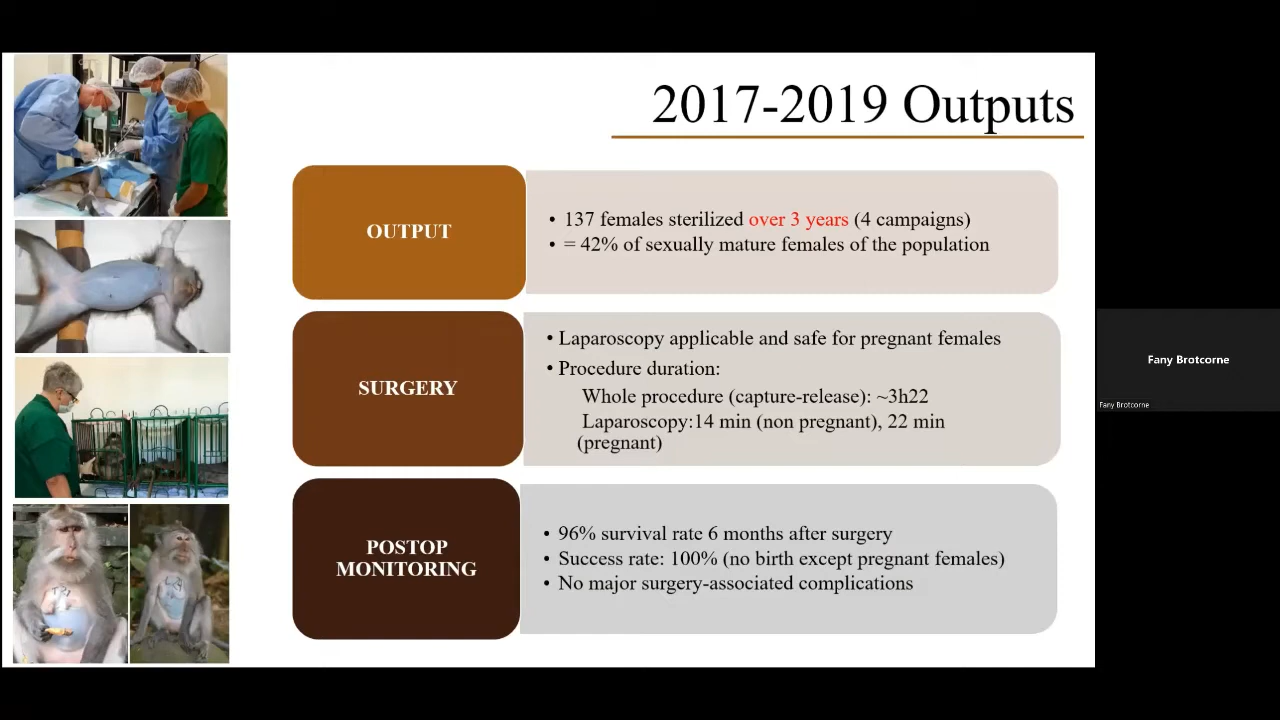 2017-2019 Outputs
OUTPUT
• 137 females sterilized over 3 years (4 campaigns)
• = 42% of sexually mature females of the population
SURGERY
• Laparoscopy applicable and safe for pregnant females
• Procedure duration:
Whole procedure (capture-release): ~3h22
Laparoscopy:14 min (non pregnant), 22 min
(pregnant)
POSTOP
MONITORING
• 96% survival rate 6 months after surgery
• Success rate: 100% (no birth except pregnant females)
• No major surgery-associated complications
Fany Brotcorne
Fany Brotcorne